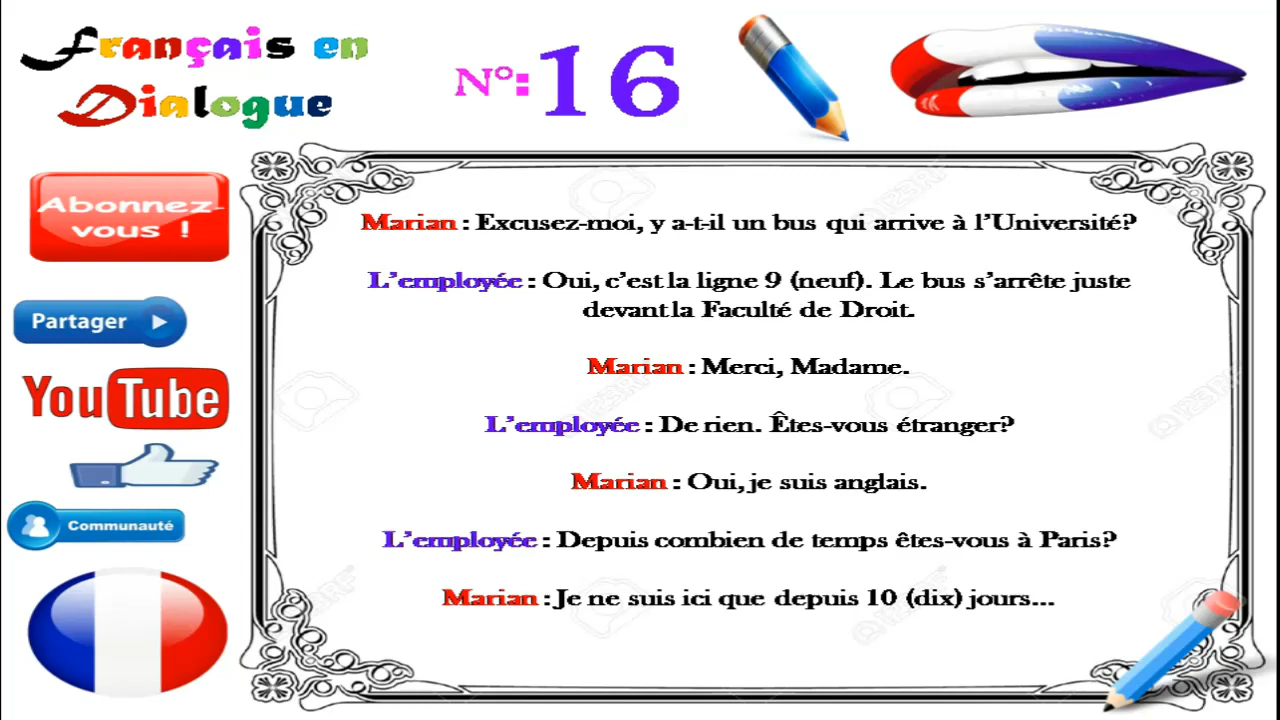 Français en
Dialogue
N°:16
Abonnez-
vous !
Partager
YouTube
Communauté
Marian : Excusez-moi, y a-t-il un bus qui arrive à l'Université?
L'employée : Oui, c'est la ligne 9 (neuf). Le bus s'arrête juste
devant la Faculté de Droit.
Marian : Merci, Madame.
L'employée : De rien. Êtes-vous étranger?
Marian : Oui, je suis anglais.
L'employée : Depuis combien de temps êtes-vous à Paris?
Marian : Je ne suis ici que depuis 10 (dix) jours...